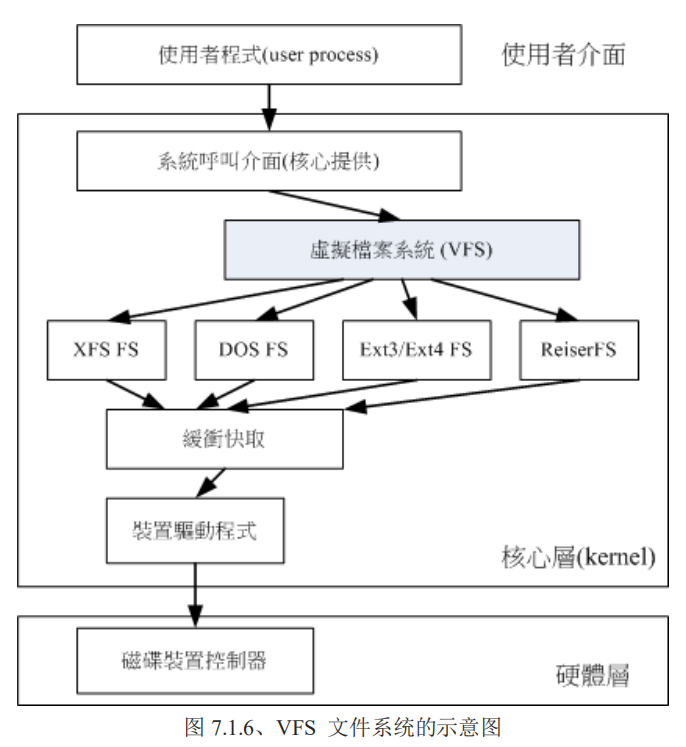 使用者程式(user process)
使用者介面
系統呼叫介面(核心提供)
虛擬檔案系統 (VFS)
XFS FS
DOS FS
Ext3/Ext4 FS
ReiserFS
緩衝快取
裝置驅動程式
核心層(kernel)
磁碟裝置控制器
硬體層
图 7.1.6、VFS 文件系统的示意图